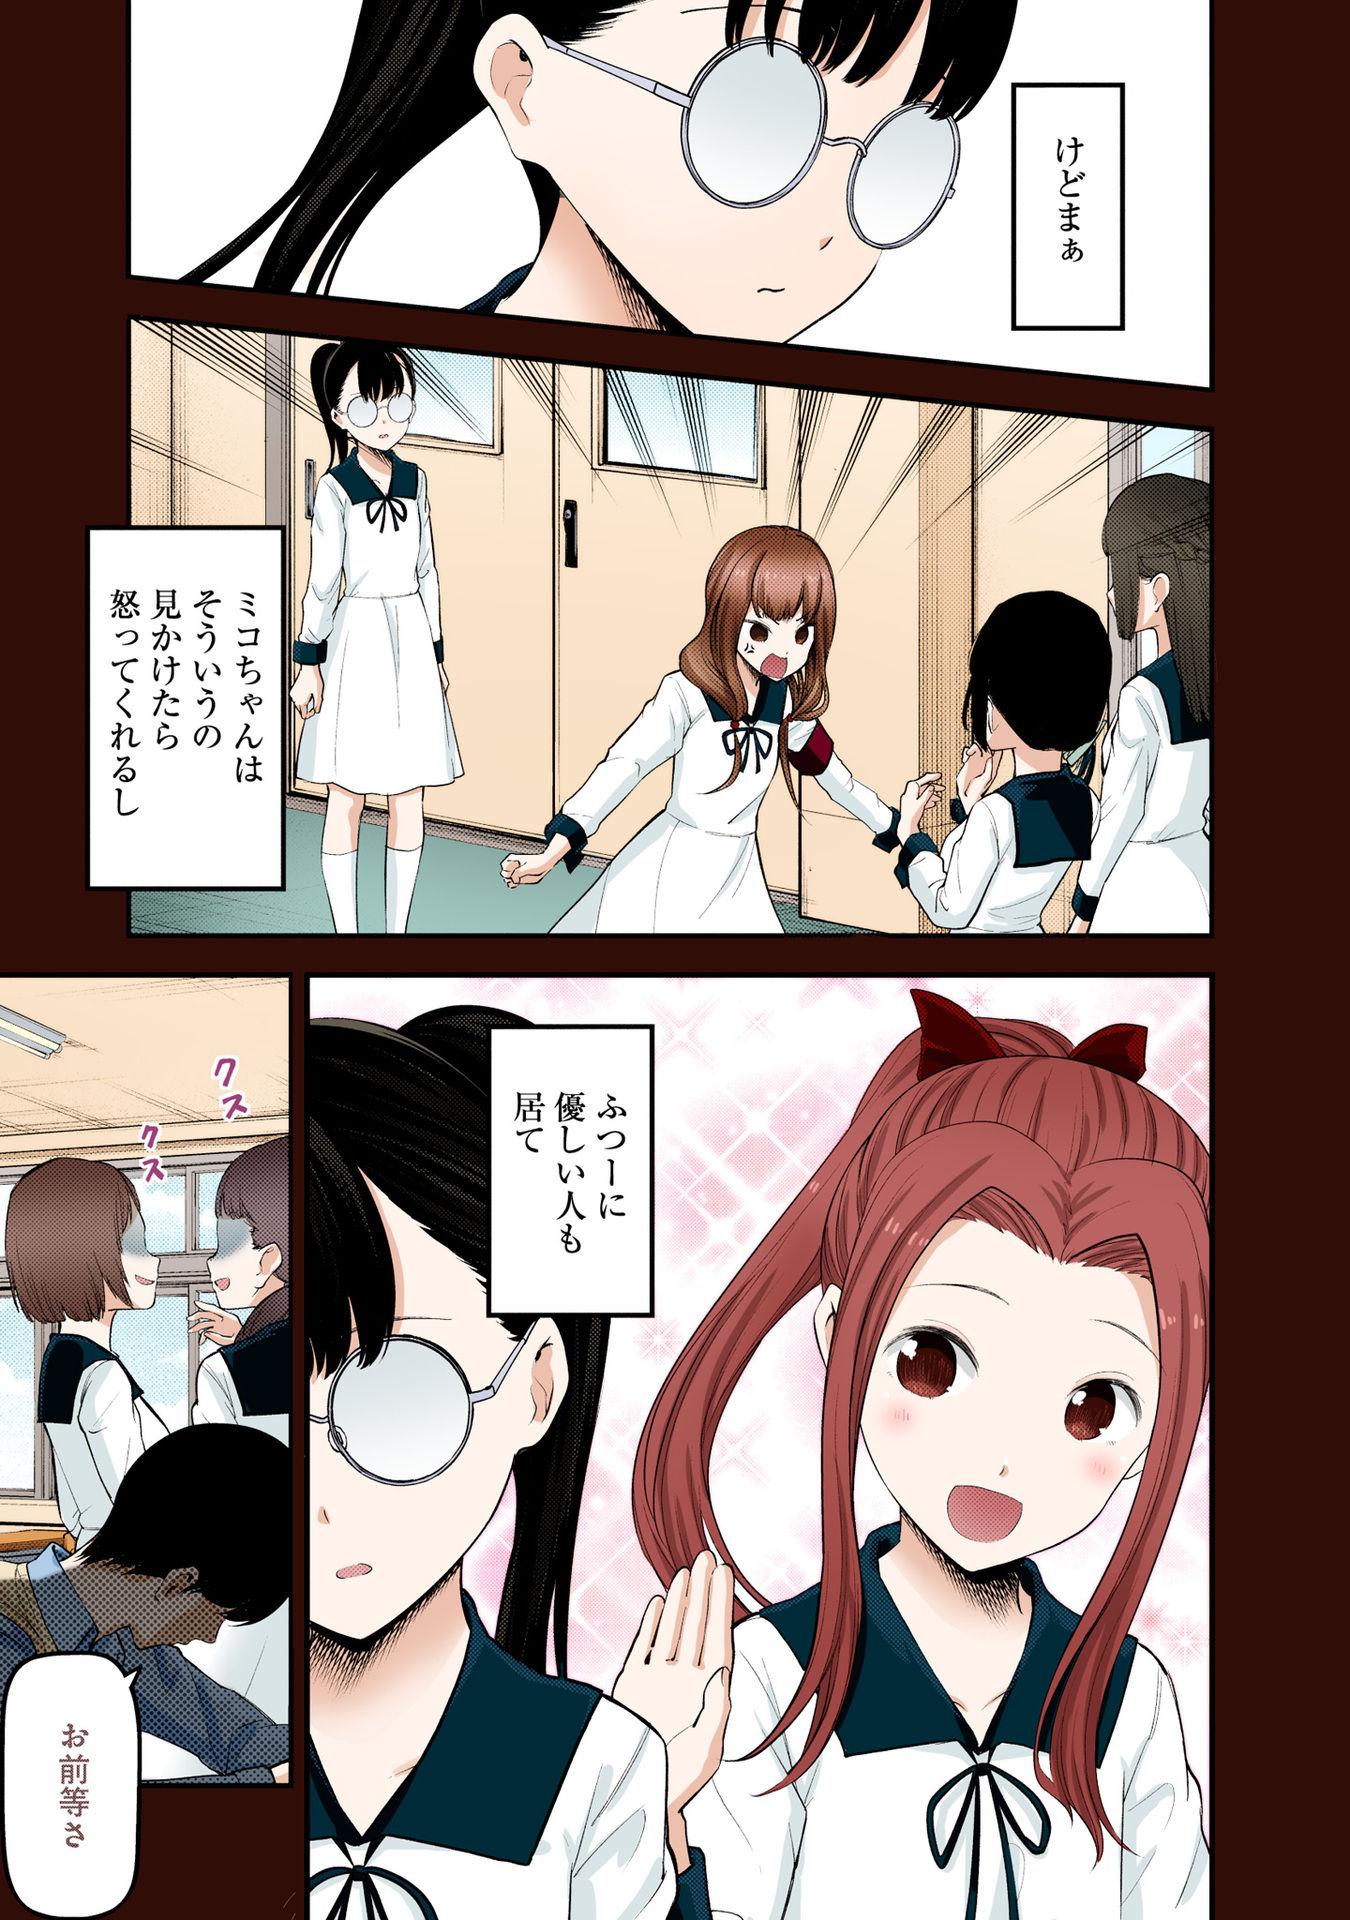 けどまぁ
ミコちゃんは
そういうの
見かけたら
怒ってくれるし
ふつーに
優しい人も
居て
クス
クス
お前等さ